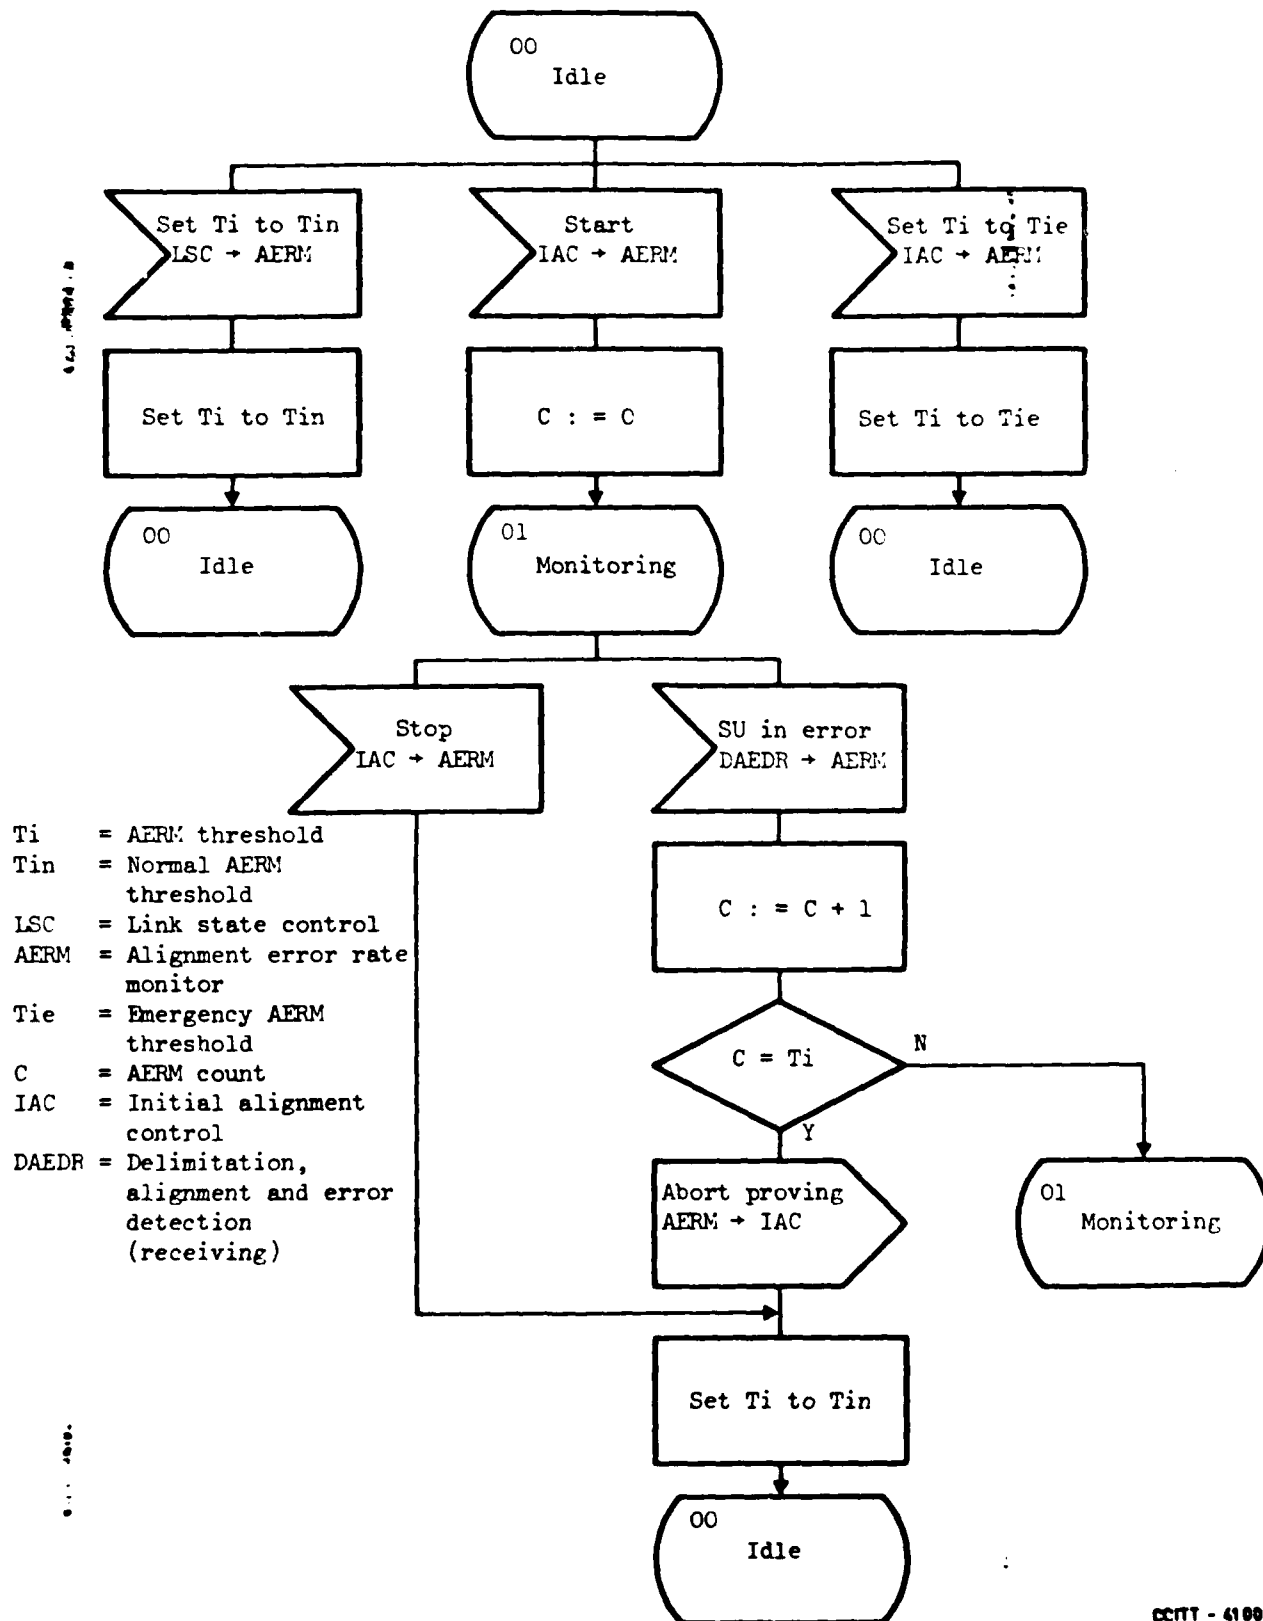 00
Idle
Set Ti to Tin
LSC → AERM
Start
IAC → AERM
Set Ti to Tie
IAC → AERM
Set Ti to Tin
C : = 0
Set Ti to Tie
00
Idle
01
Monitoring
00
Idle
Stop
IAC → AERM
SU in error
DAEDR → AERM
Ti = AERM threshold
Tin = Normal AERM
threshold
LSC = Link state control
AERM = Alignment error rate
monitor
Tie = Emergency AERM
threshold
C = AERM count
IAC = Initial alignment
control
DAEDR = Delimitation,
alignment and error
detection
(receiving)
C : = C + 1
C = Ti
N
Y
Abort proving
AERM → IAC
01
Monitoring
Set Ti to Tin
00
Idle
CCITT -